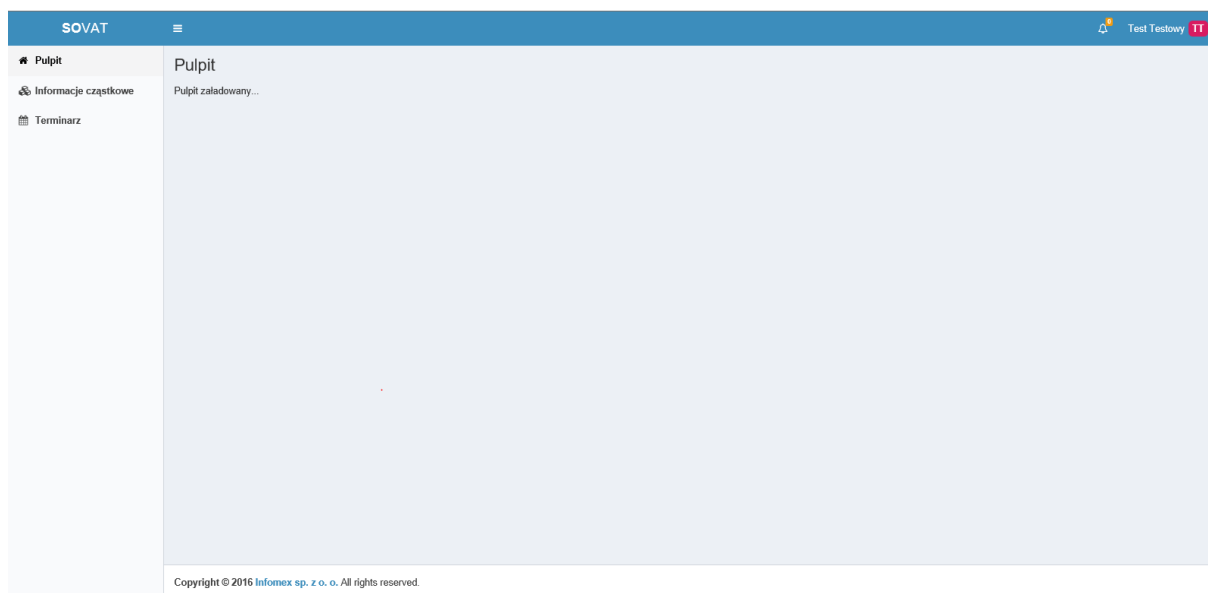 SOVAT
Test Testowy TT
Pulpit
Informacje cząstkowe
Terminarz
Pulpit
Pulpit załadowany...
Copyright © 2016 Infomex sp. z o. o. All rights reserved.